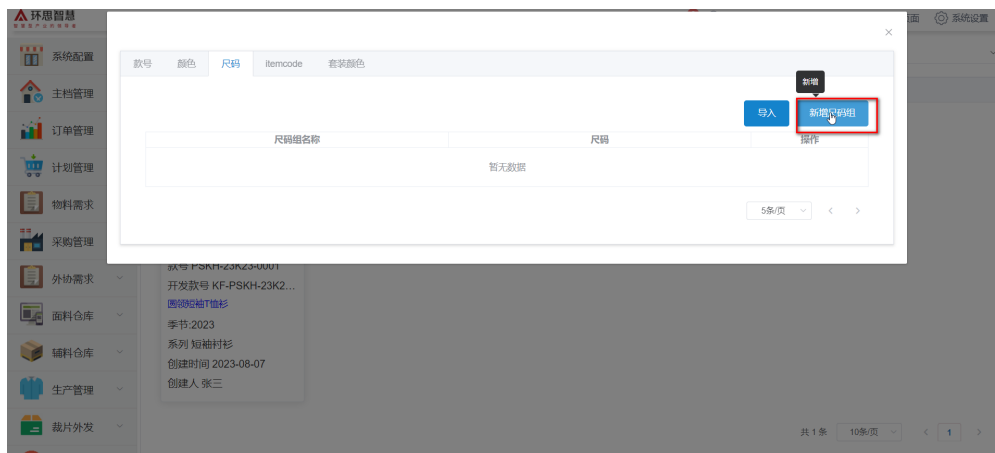 环思智慧
页面
系统设置
×
款号 颜色 尺码 itemcode 套装颜色
新增
导入 新增尺码组
尺码组名称 尺码 操作
暂无数据
5条/页
系统配置
主档管理
订单管理
计划管理
物料需求
采购管理
外协需求
面料仓库
辅料仓库
生产管理
裁片外发
款号 PSKH-23K23-0001
开发款号 KF-PSKH-23K2...
圆领短袖T恤衫
季节:2023
系列 短袖衬衫
创建时间 2023-08-07
创建人 张三
共 1 条 10条/页 1